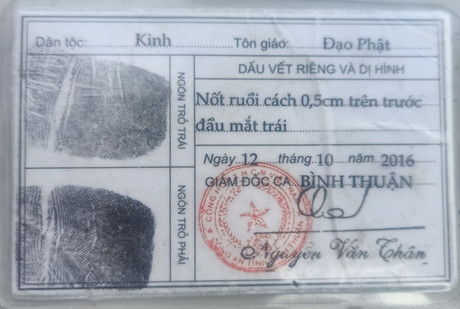 Dân tộc: Kinh Tôn giáo: Đạo Phật
NGÓN TRỎ TRÁI
NGÓN TRỎ PHẢI
DẤU VẾT RIÊNG VÀ DỊ HÌNH
Nốt ruồi cách 0,5cm trên trước
đầu mắt trái
Ngày 12 tháng 10 năm 2016
GIÁM ĐỐC CA BÌNH THUẬN
Nguyễn Văn Thân